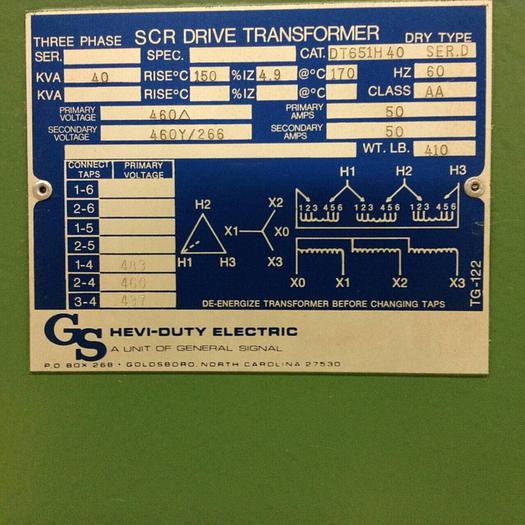 THREE PHASE SCR DRIVE TRANSFORMER DRY TYPE
SER. SPEC. CAT. DT651H40 SER.D
KVA 40 RISE°C 150 %IZ 4.9 @°C 170 HZ 60
KVA RISE°C %IZ @°C CLASS AA
PRIMARY VOLTAGE 460△ PRIMARY AMPS 50
SECONDARY VOLTAGE 460Y/266 SECONDARY AMPS 50
WT. LB. 410
CONNECT TAPS PRIMARY VOLTAGE
1-6
2-6
1-5
2-5
1-4 483
2-4 460
3-4 437
H2
H1 H3
X2
X1 X0
X3
H1 H2 H3
123 456 123 456 123 456
X0 X1 X2 X3
DE-ENERGIZE TRANSFORMER BEFORE CHANGING TAPS
TG-122
GS HEVI-DUTY ELECTRIC
A UNIT OF GENERAL SIGNAL
P.O. BOX 268 • GOLDSBORO, NORTH CAROLINA 27530